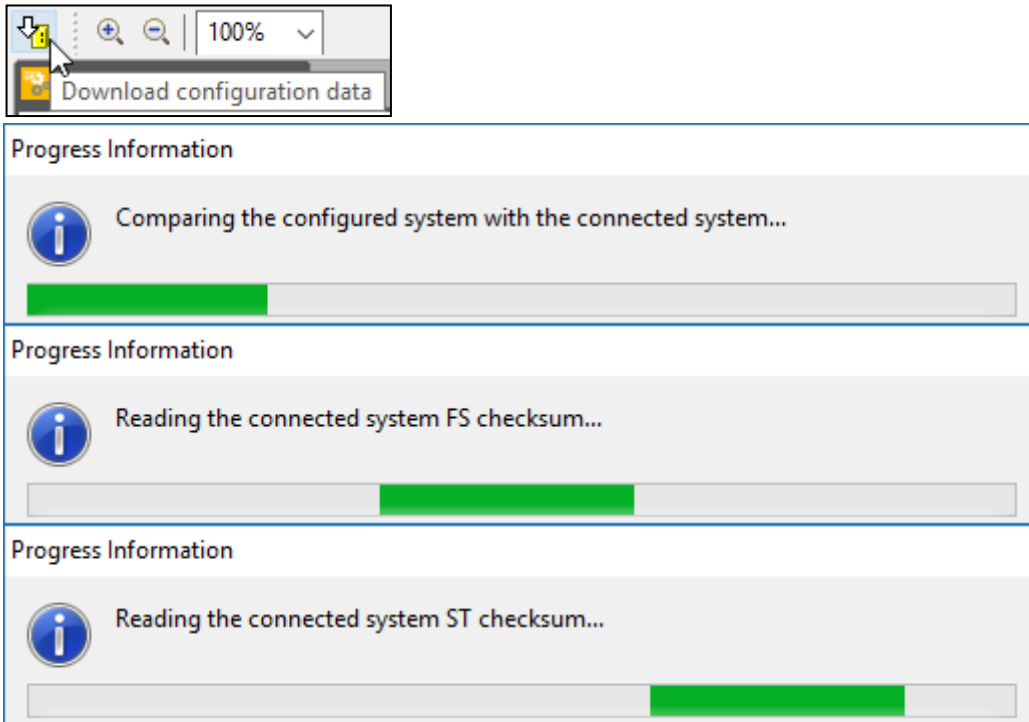 100%
Download configuration data
Progress Information
Comparing the configured system with the connected system...
Progress Information
Reading the connected system FS checksum...
Progress Information
Reading the connected system ST checksum...